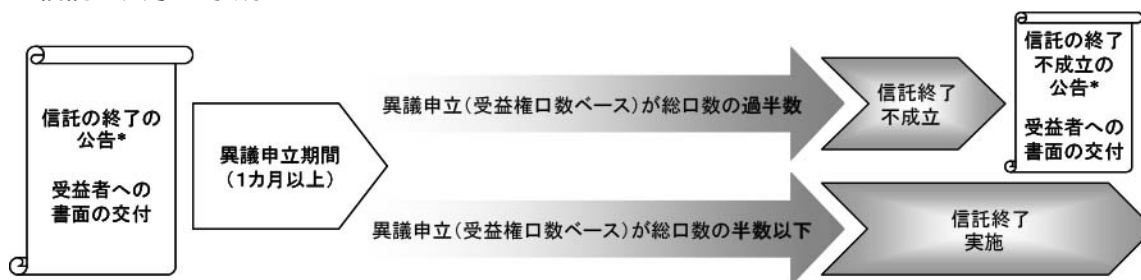 信託の終了の
公告*
受益者への
書面の交付
異議申立期間
（1カ月以上）
異議申立（受益権口数ベース）が総口数の過半数
信託終了
不成立
信託の終了
不成立の
公告*
受益者への
書面の交付
異議申立（受益権口数ベース）が総口数の半数以下
信託終了
実施